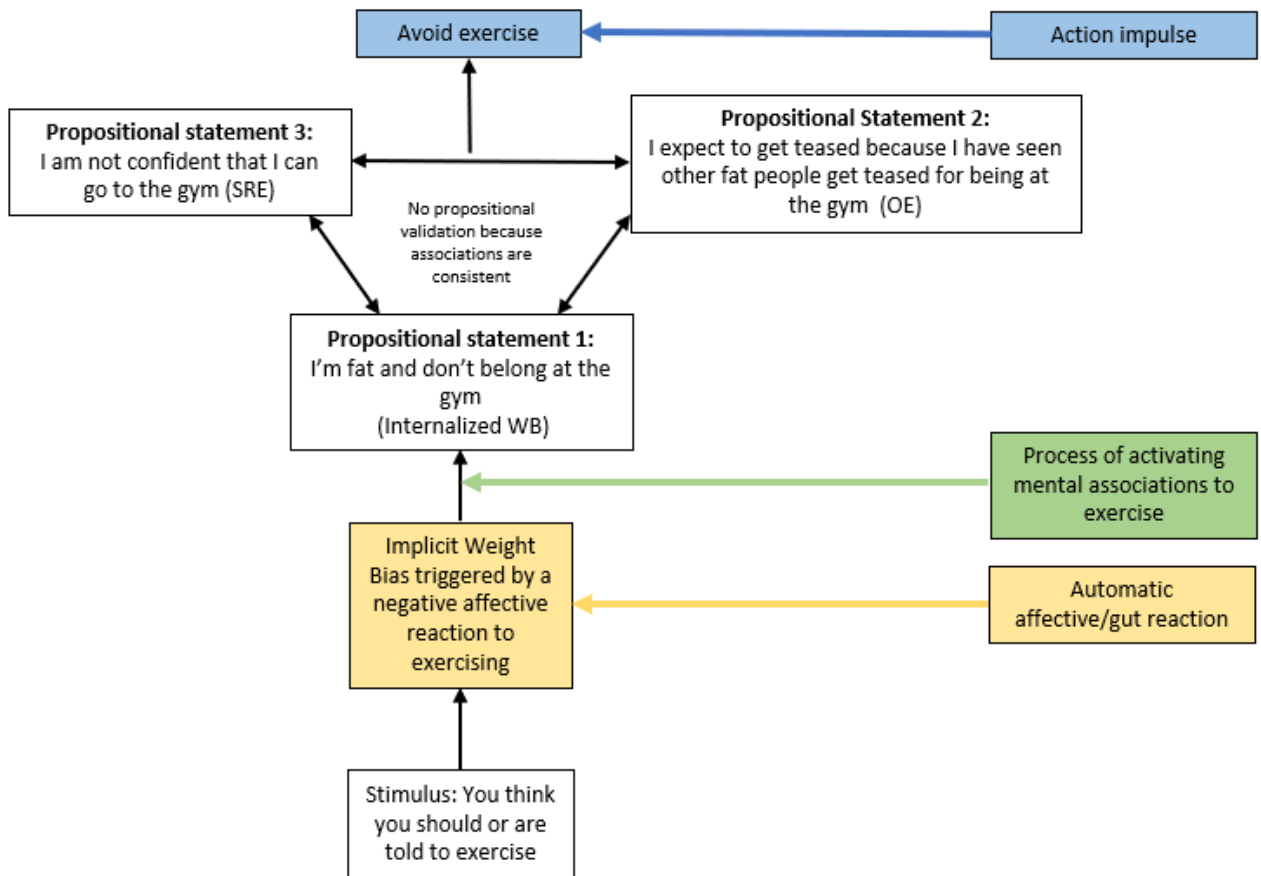 Avoid exercise
Action impulse
Propositional statement 3:
I am not confident that I can
go to the gym (SRE)
Propositional Statement 2:
I expect to get teased because I have seen
other fat people get teased for being at
the gym  (OE)
No propositional
validation because
associations are
consistent
Propositional statement 1:
I'm fat and don't belong at the
gym
(Internalized WB)
Process of activating
mental associations to
exercise
Implicit Weight
Bias triggered by a
negative affective
reaction to
exercising
Automatic
affective/gut reaction
Stimulus: You think
you should or are
told to exercise